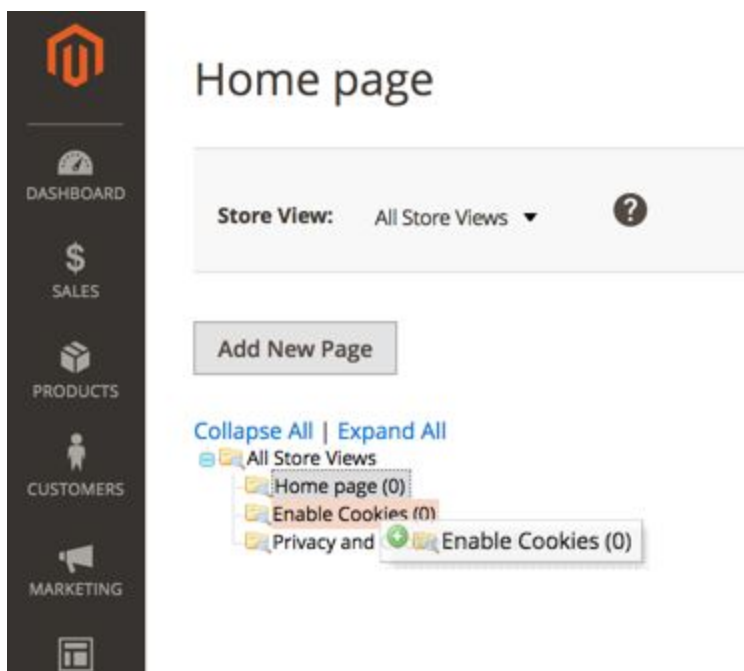 Home page
DASHBOARD
Store View: All Store Views
?
$
SALES
Add New Page
PRODUCTS
Collapse All | Expand All
All Store Views
Home page (0)
CUSTOMERS
Enable Cookies (0)
Privacy and
Enable Cookies (0)
MARKETING